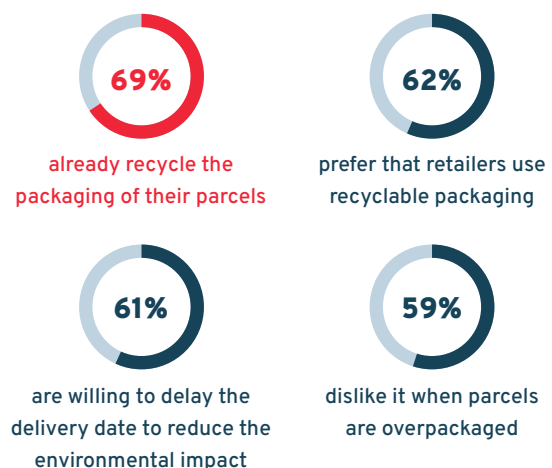 69%
already recycle the
packaging of their parcels
62%
prefer that retailers use
recyclable packaging
61%
are willing to delay the
delivery date to reduce the
environmental impact
59%
dislike it when parcels
are overpackaged